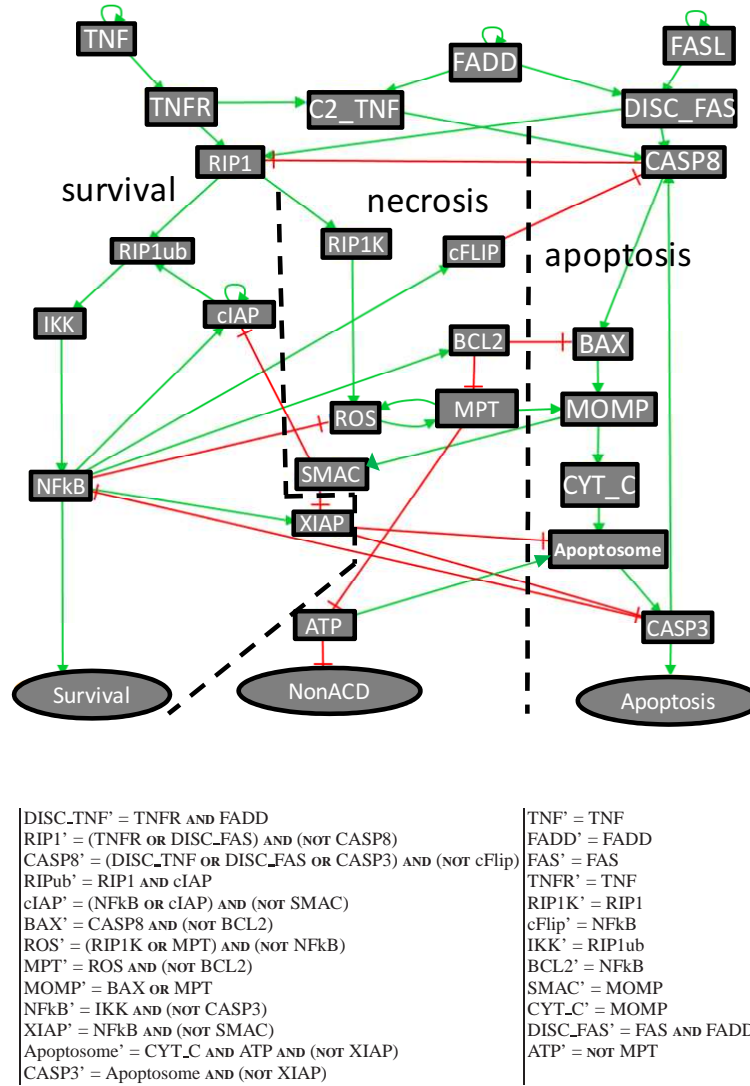 TNF
FADD
FASL
TNFR
C2_TNF
DISC_FAS
RIP1
CASP8
survival
necrosis
RIP1ub
RIP1K
cFLIP
apoptosis
IKK
cIAP
BCL2
BAX
ROS
MPT
MOMP
NFkB
SMAC
CYT_C
XIAP
Apoptosome
ATP
CASP3
Survival
NonACD
Apoptosis
DISC_TNF’ = TNFR AND FADD
RIP1’ = (TNFR OR DISC_FAS) AND (NOT CASP8)
CASP8’ = (DISC_TNF OR DISC_FAS OR CASP3) AND (NOT cFlip)
RIPub’ = RIP1 AND cIAP
cIAP’ = (NFkB OR cIAP) AND (NOT SMAC)
BAX’ = CASP8 AND (NOT BCL2)
ROS’ = (RIP1K OR MPT) AND (NOT NFkB)
MPT’ = ROS AND (NOT BCL2)
MOMP’ = BAX OR MPT
NFkB’ = IKK AND (NOT CASP3)
XIAP’ = NFkB AND (NOT SMAC)
Apoptosome’ = CYT_C AND ATP AND (NOT XIAP)
CASP3’ = Apoptosome AND (NOT XIAP)
TNF’ = TNF
FADD’ = FADD
FAS’ = FAS
TNFR’ = TNF
RIP1K’ = RIP1
cFlip’ = NFkB
IKK’ = RIP1ub
BCL2’ = NFkB
SMAC’ = MOMP
CYT_C’ = MOMP
DISC_FAS’ = FAS AND FADD
ATP’ = NOT MPT